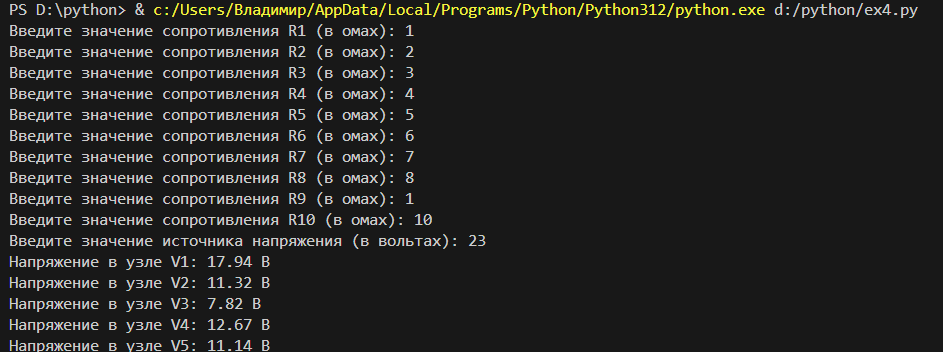 PS D:\python> & c:/Users/Владимир/AppData/Local/Programs/Python/Python312/python.exe d:/python/ex4.py
Введите значение сопротивления R1 (в омах): 1
Введите значение сопротивления R2 (в омах): 2
Введите значение сопротивления R3 (в омах): 3
Введите значение сопротивления R4 (в омах): 4
Введите значение сопротивления R5 (в омах): 5
Введите значение сопротивления R6 (в омах): 6
Введите значение сопротивления R7 (в омах): 7
Введите значение сопротивления R8 (в омах): 8
Введите значение сопротивления R9 (в омах): 1
Введите значение сопротивления R10 (в омах): 10
Введите значение источника напряжения (в вольтах): 23
Напряжение в узле V1: 17.94 В
Напряжение в узле V2: 11.32 В
Напряжение в узле V3: 7.82 В
Напряжение в узле V4: 12.67 В
Напряжение в узле V5: 11.14 В